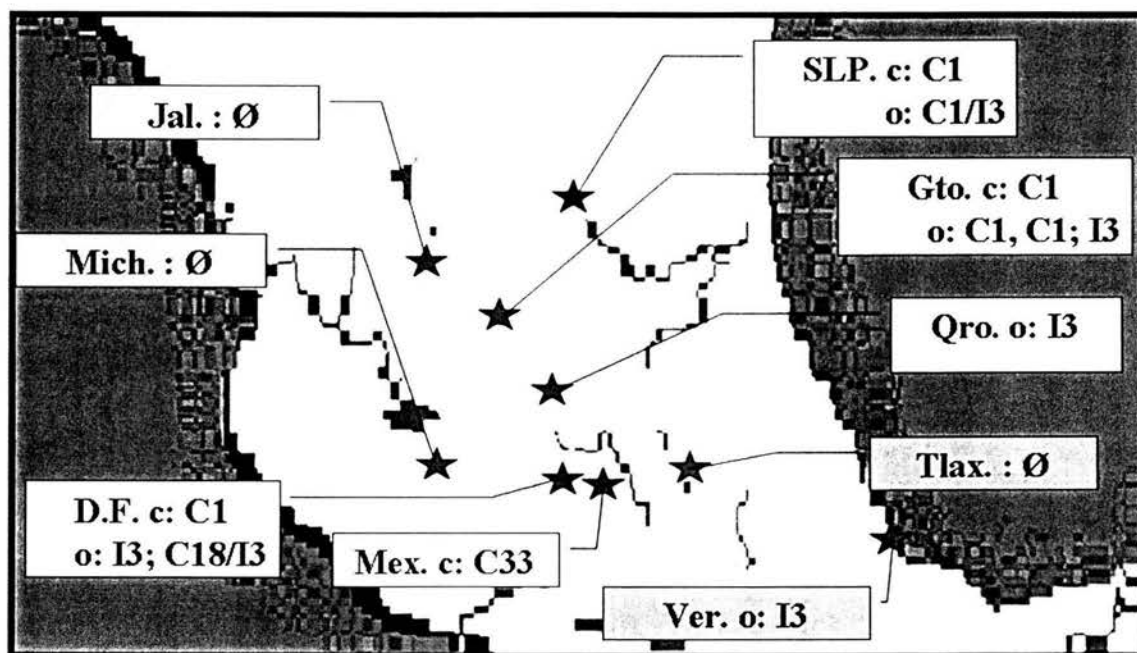 SLP. c: C1
o: C1/I3
Jal. : Ø
Gto. c: C1
o: C1, C1; I3
Mich. : Ø
Qro. o: I3
Tlax. : Ø
D.F. c: C1
o: I3; C18/I3
Mex. c: C33
Ver. o: I3